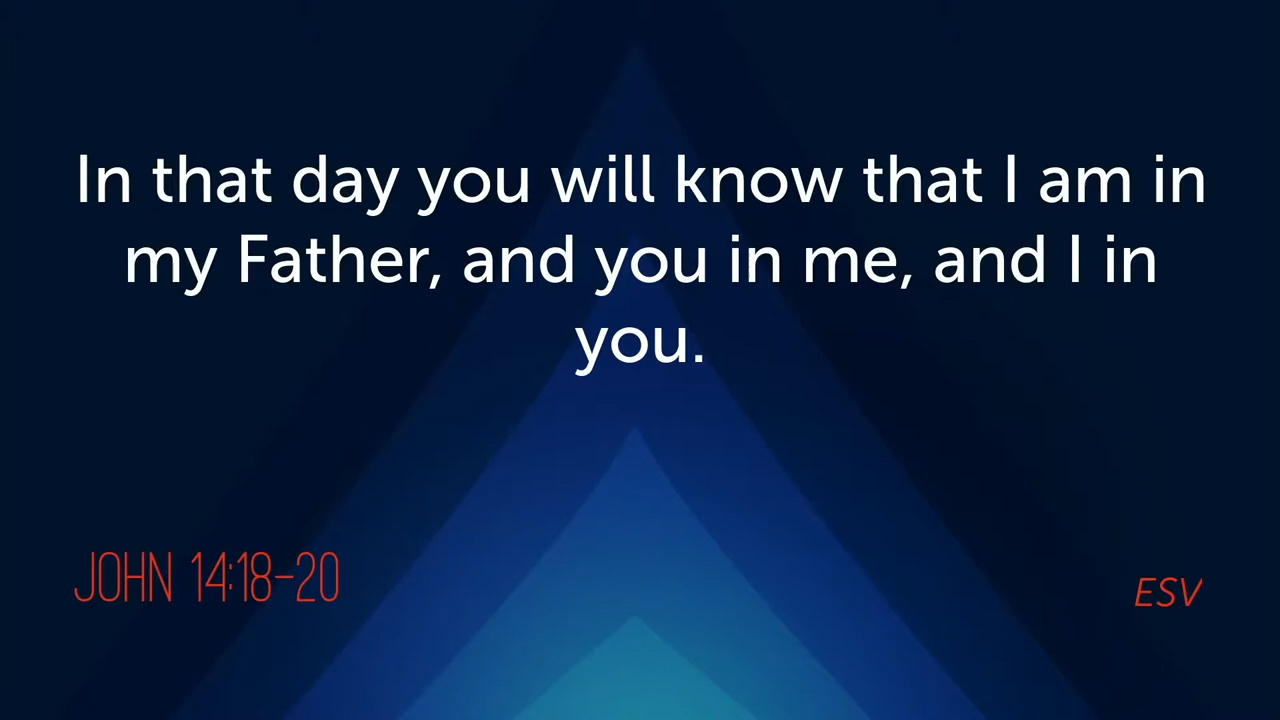 In that day you will know that I am in
my Father, and you in me, and I in
you.
JOHN 14:18-20
ESV